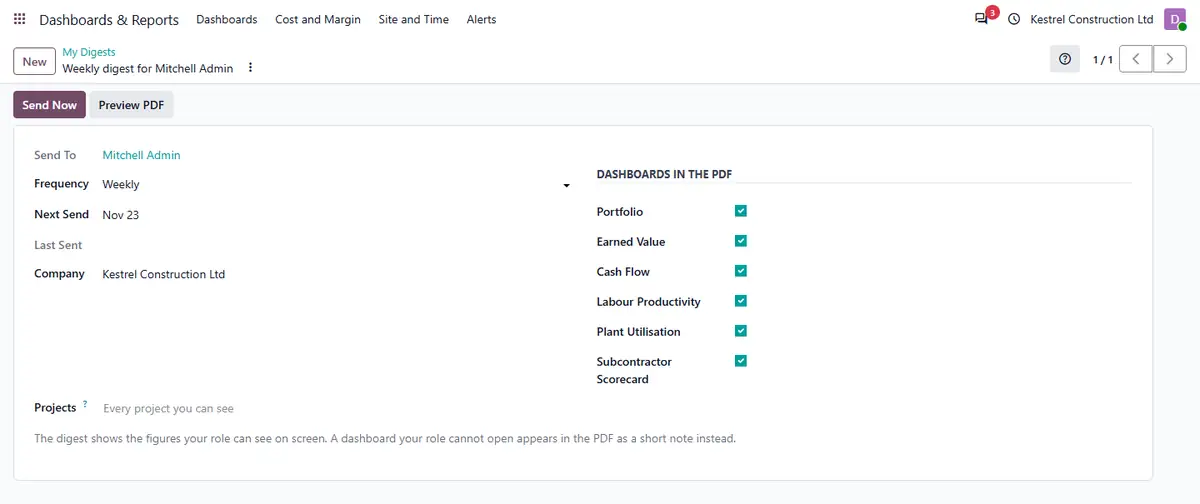 Dashboards & Reports Dashboards Cost and Margin Site and Time Alerts 3 Kestrel Construction Ltd D
New My Digests 1 / 1
Weekly digest for Mitchell Admin
Send Now Preview PDF
Send To Mitchell Admin
DASHBOARDS IN THE PDF
Frequency Weekly
Next Send Nov 23
Last Sent
Company Kestrel Construction Ltd
Portfolio
Earned Value
Cash Flow
Labour Productivity
Plant Utilisation
Subcontractor
Scorecard
Projects ? Every project you can see
The digest shows the figures your role can see on screen. A dashboard your role cannot open appears in the PDF as a short note instead.